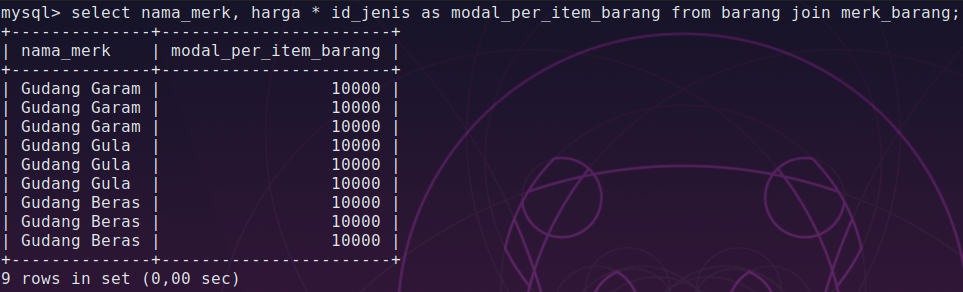 mysql> select nama_merk, harga * id_jenis as modal_per_item_barang from barang join merk_barang;
+--------------+-----------------------+
| nama_merk    | modal_per_item_barang |
+--------------+-----------------------+
| Gudang Garam |                 10000 |
| Gudang Garam |                 10000 |
| Gudang Garam |                 10000 |
| Gudang Gula  |                 10000 |
| Gudang Gula  |                 10000 |
| Gudang Gula  |                 10000 |
| Gudang Beras |                 10000 |
| Gudang Beras |                 10000 |
| Gudang Beras |                 10000 |
+--------------+-----------------------+
9 rows in set (0,00 sec)